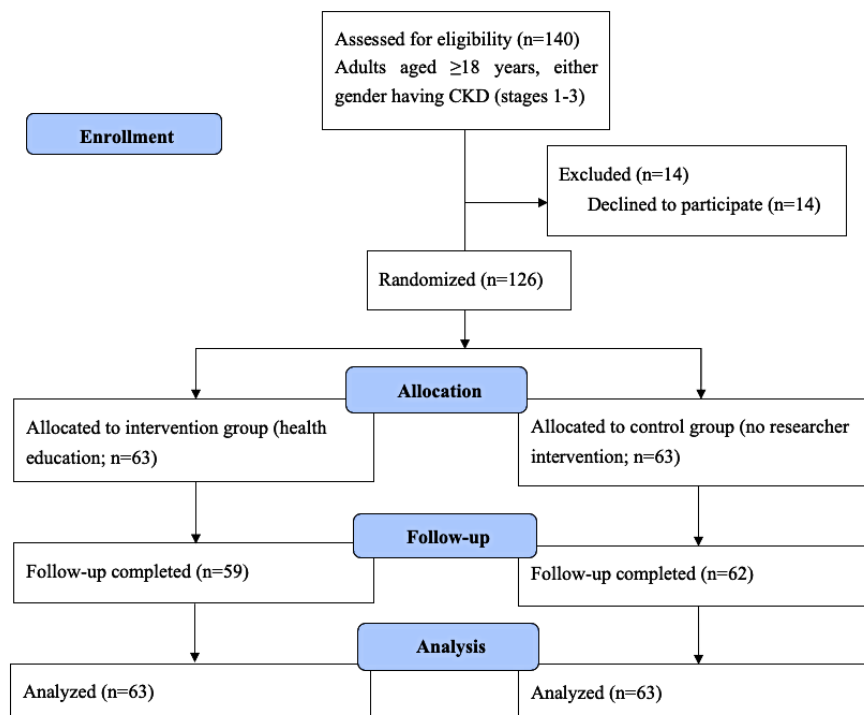 Assessed for eligibility (n=140)
Adults aged ≥18 years, either
gender having CKD (stages 1-3)
Enrollment
Excluded (n=14)
Declined to participate (n=14)
Randomized (n=126)
Allocation
Allocated to intervention group (health
education; n=63)
Allocated to control group (no researcher
intervention; n=63)
Follow-up
Follow-up completed (n=59)
Follow-up completed (n=62)
Analysis
Analyzed (n=63)
Analyzed (n=63)